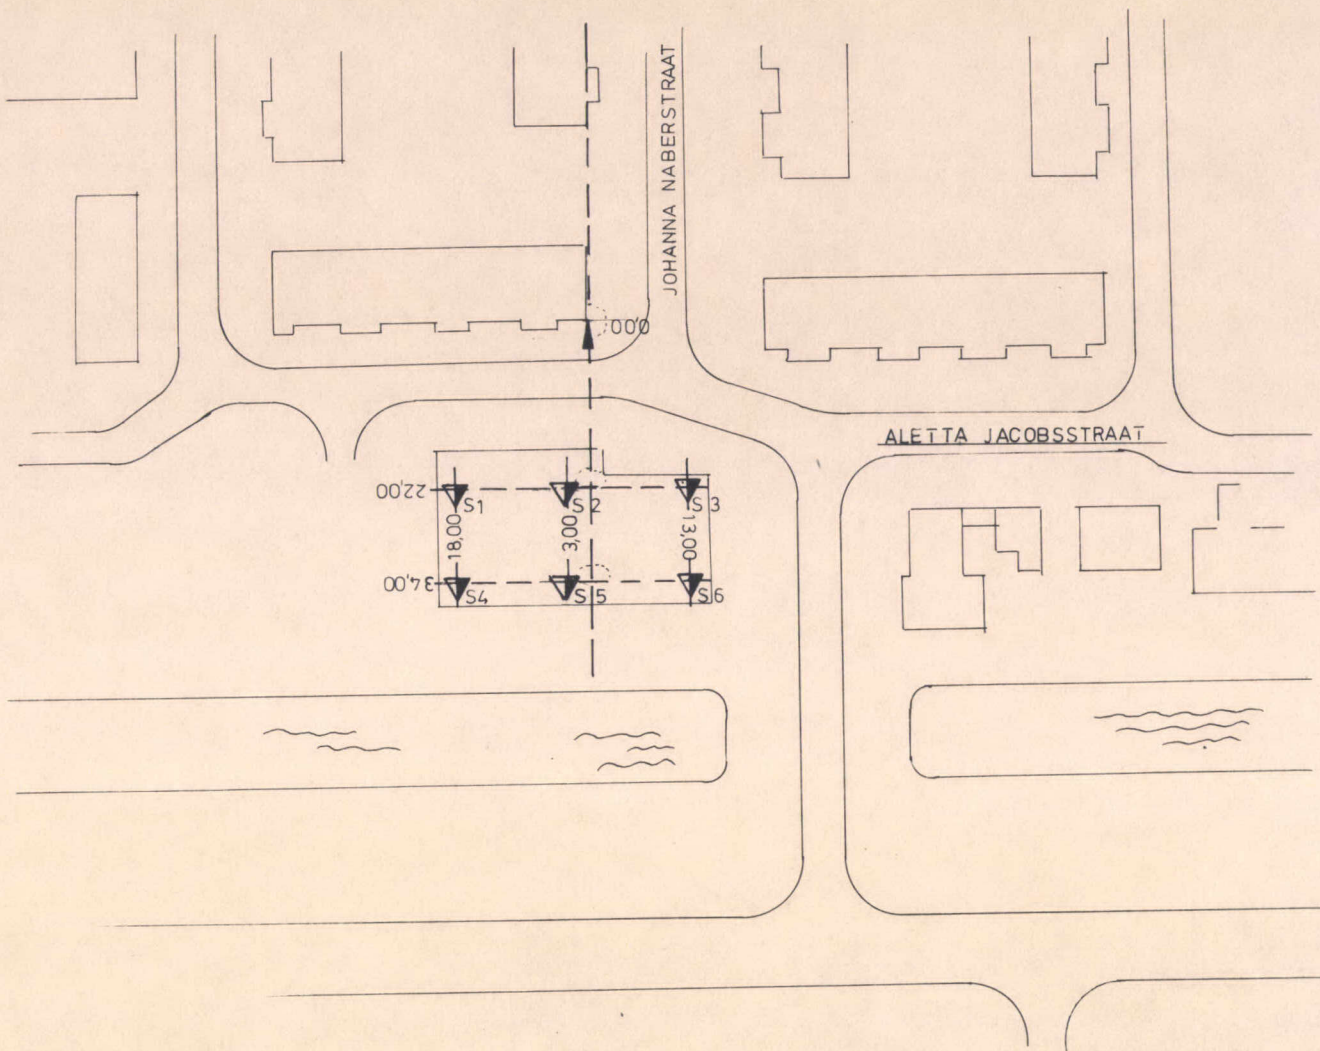 JOHANNA NABERSTRAAT
0,00
ALETTA JACOBSSTRAAT
22,00
S1
S2
S3
18,00
3,00
13,00
34,00
S4
S5
S6